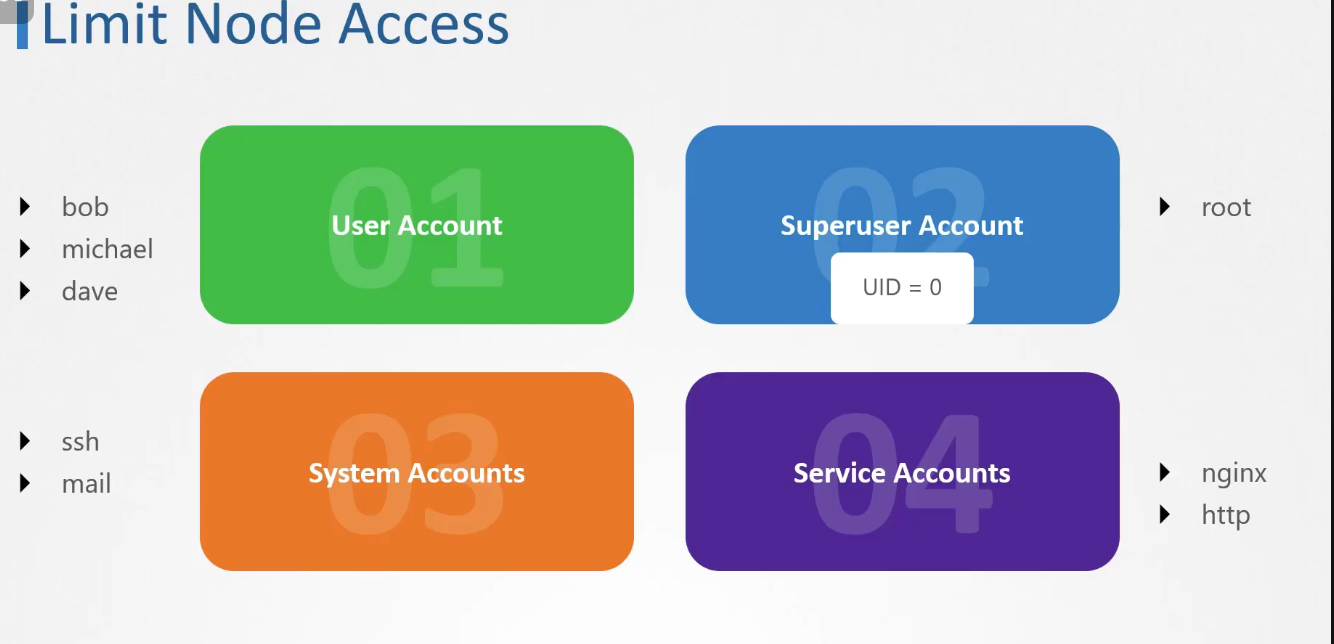 Limit Node Access
bob
michael
dave
01
User Account
02
Superuser Account
UID = 0
root
ssh
mail
03
System Accounts
04
Service Accounts
nginx
http